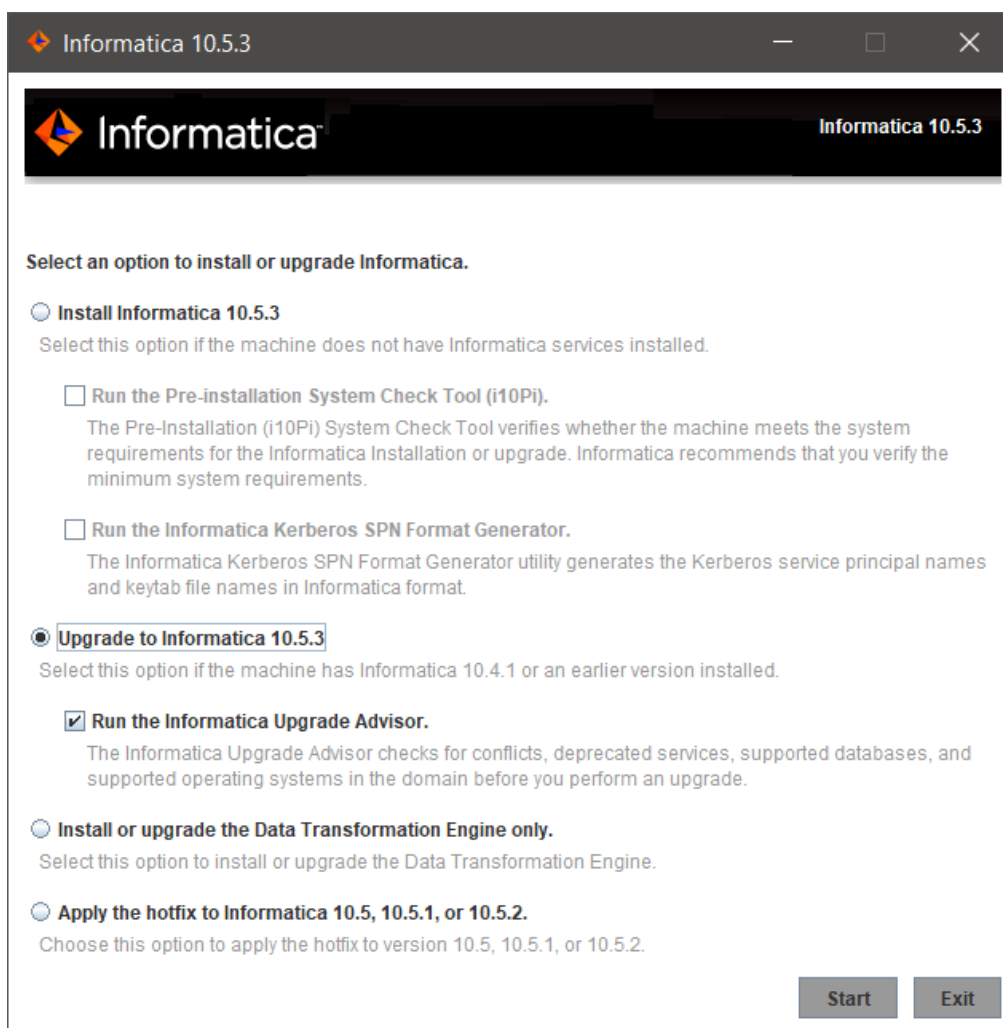 Informatica 10.5.3
Informatica™
Informatica 10.5.3
Select an option to install or upgrade Informatica.
Install Informatica 10.5.3
Select this option if the machine does not have Informatica services installed.
Run the Pre-installation System Check Tool (i10Pi).
The Pre-Installation (i10Pi) System Check Tool verifies whether the machine meets the system
requirements for the Informatica Installation or upgrade. Informatica recommends that you verify the
minimum system requirements.
Run the Informatica Kerberos SPN Format Generator.
The Informatica Kerberos SPN Format Generator utility generates the Kerberos service principal names
and keytab file names in Informatica format.
Upgrade to Informatica 10.5.3
Select this option if the machine has Informatica 10.4.1 or an earlier version installed.
Run the Informatica Upgrade Advisor.
The Informatica Upgrade Advisor checks for conflicts, deprecated services, supported databases, and
supported operating systems in the domain before you perform an upgrade.
Install or upgrade the Data Transformation Engine only.
Select this option to install or upgrade the Data Transformation Engine.
Apply the hotfix to Informatica 10.5, 10.5.1, or 10.5.2.
Choose this option to apply the hotfix to version 10.5, 10.5.1, or 10.5.2.
Start Exit